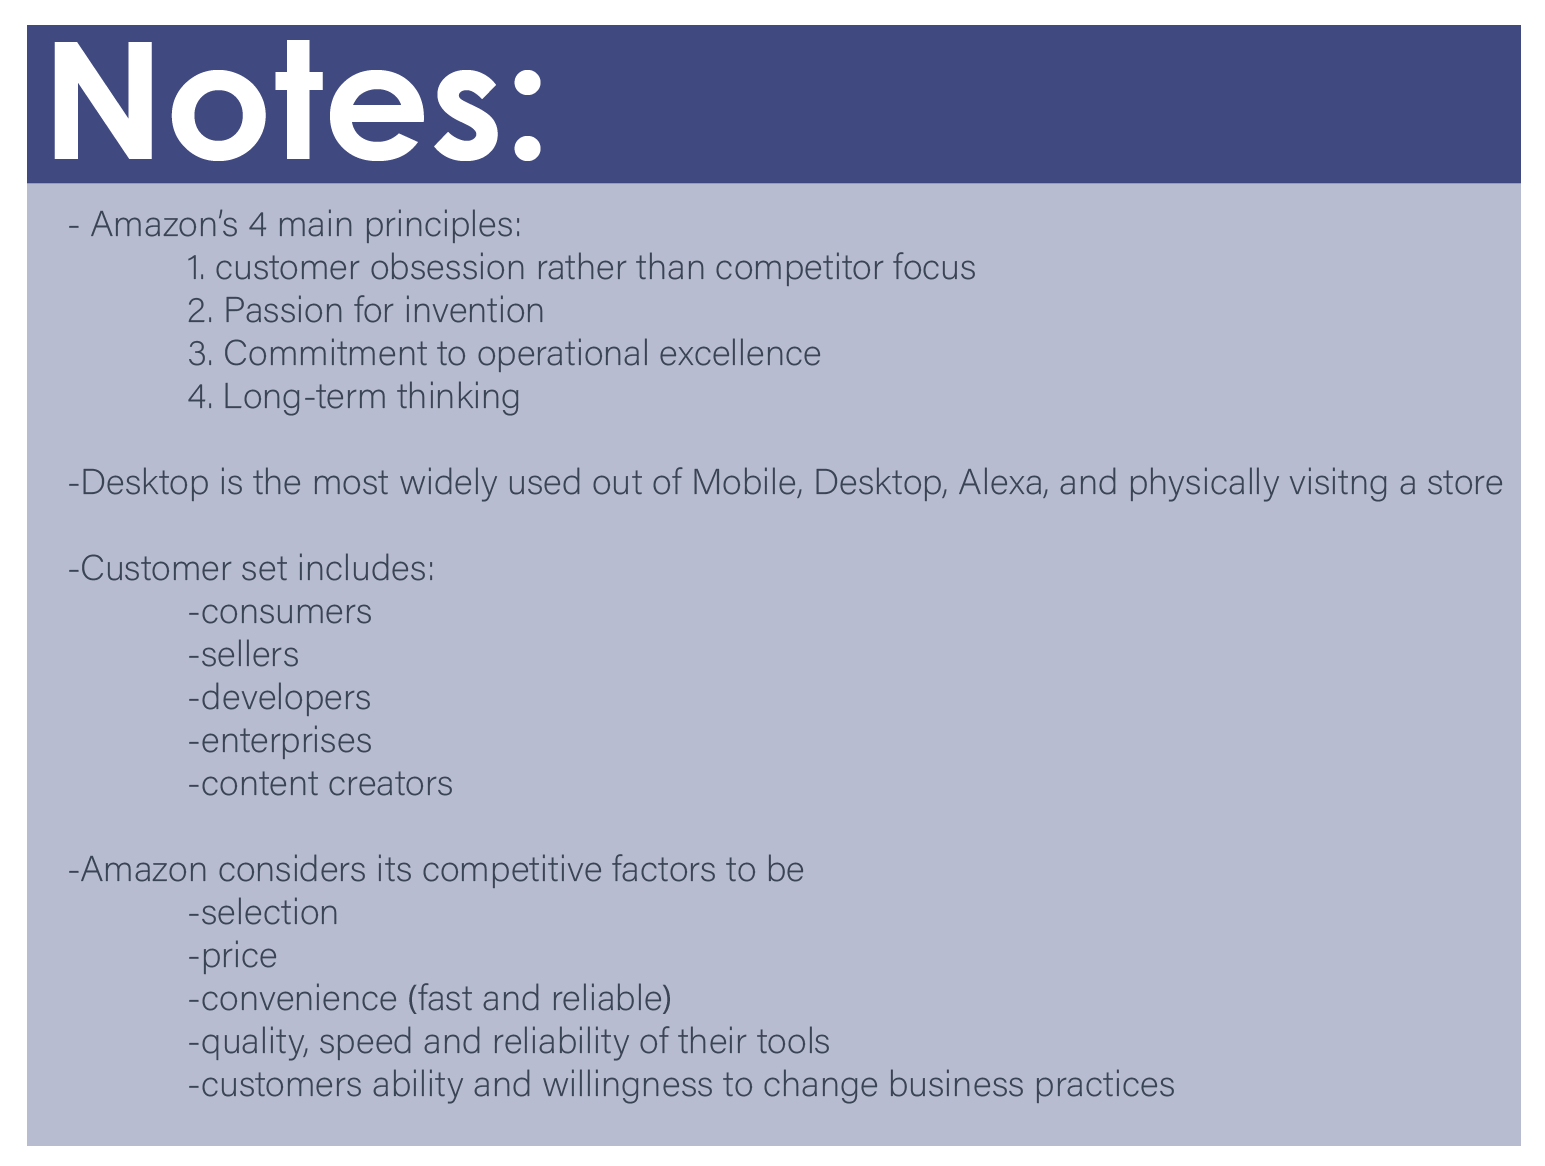 Notes:
- Amazon's 4 main principles:
1. customer obsession rather than competitor focus
2. Passion for invention
3. Commitment to operational excellence
4. Long-term thinking
-Desktop is the most widely used out of Mobile, Desktop, Alexa, and physically visitng a store
-Customer set includes:
-consumers
-sellers
-developers
-enterprises
-content creators
-Amazon considers its competitive factors to be
-selection
-price
-convenience (fast and reliable)
-quality, speed and reliability of their tools
-customers ability and willingness to change business practices